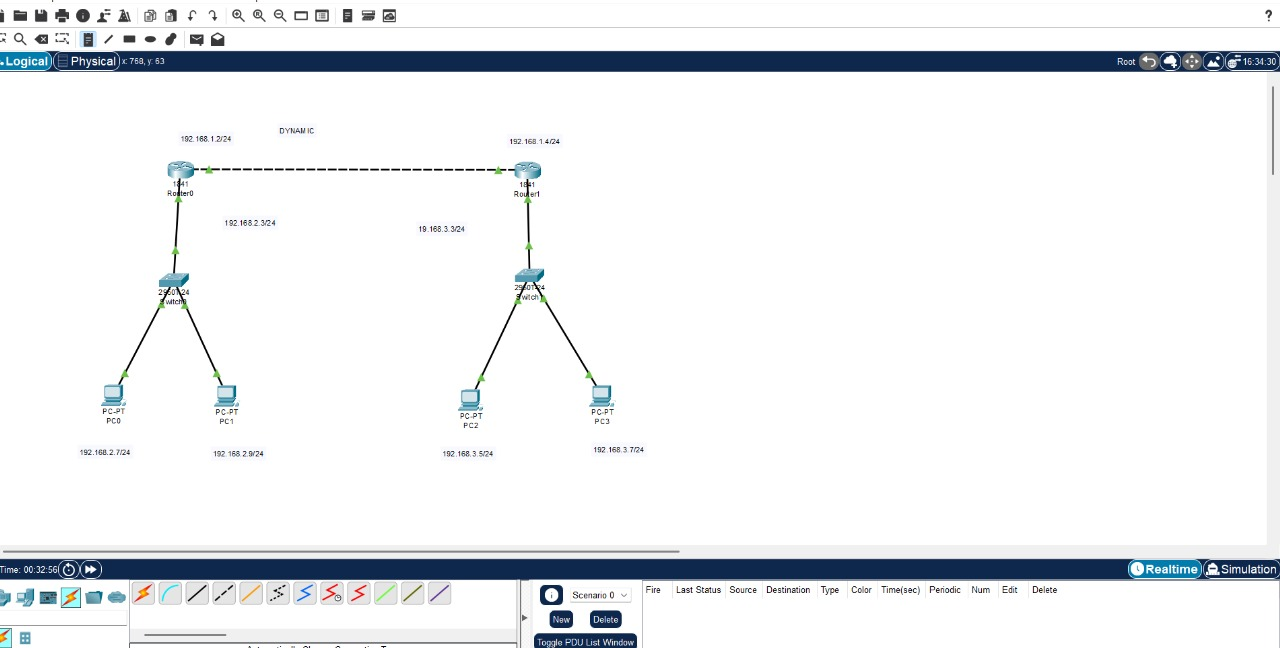 Logical
Physical
x: 768, y: 63
Root
16:34:30
?
192.168.1.2/24
DYNAMIC
192.168.1.4/24
1841
Router0
1841
Router1
192.168.2.3/24
19.168.3.3/24
2950T-24
Switch0
2950T-24
Switch
PC-PT
PC0
PC-PT
PC1
PC-PT
PC2
PC-PT
PC3
192.168.2.7/24
192.168.2.9/24
192.168.3.5/24
192.168.3.7/24
Time: 00:32:56
Realtime
Simulation
Scenario 0
New
Delete
Toggle PDU List Window
Fire Last Status Source Destination Type Color Time(sec) Periodic Num Edit Delete